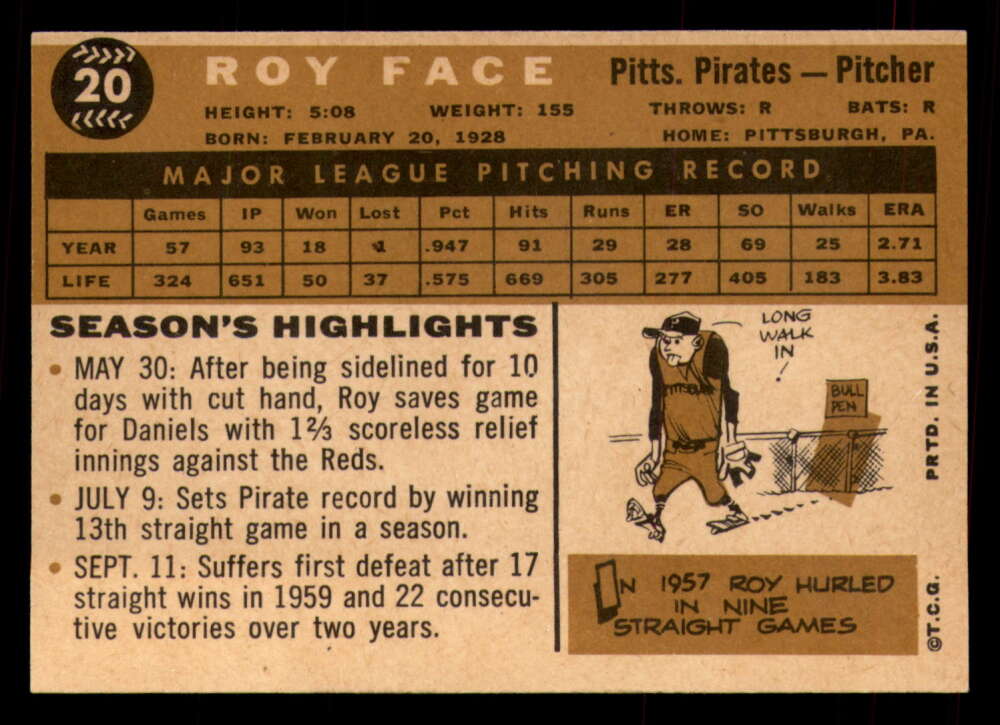 20
ROY FACE
Pitts. Pirates — Pitcher
HEIGHT: 5:08 WEIGHT: 155 THROWS: R BATS: R
BORN: FEBRUARY 20, 1928 HOME: PITTSBURGH, PA.
MAJOR LEAGUE PITCHING RECORD
Games IP Won Lost Pct Hits Runs ER SO Walks ERA
YEAR 57 93 18 1 .947 91 29 28 69 25 2.71
LIFE 324 651 50 37 .575 669 305 277 405 183 3.83
SEASON'S HIGHLIGHTS
• MAY 30: After being sidelined for 10
days with cut hand, Roy saves game
for Daniels with 1⅔ scoreless relief
innings against the Reds.
• JULY 9: Sets Pirate record by winning
13th straight game in a season.
• SEPT. 11: Suffers first defeat after 17
straight wins in 1959 and 22 consecu-
tive victories over two years.
LONG
WALK
IN
!
PITTSBURG
BULL
PEN
IN 1957 ROY HURLED
IN NINE
STRAIGHT GAMES
PRTD. IN U.S.A.
©T.C.G.